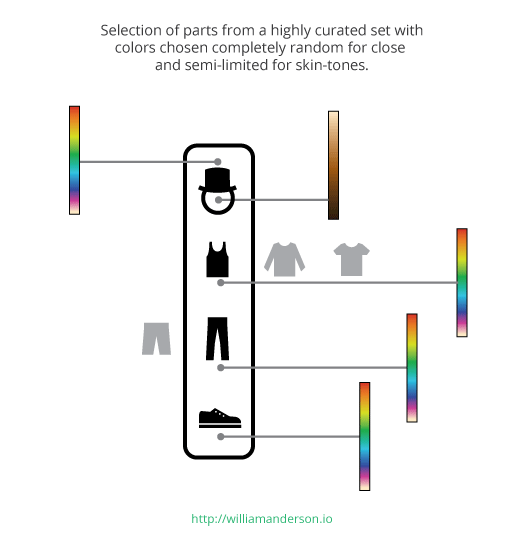 Selection of parts from a highly curated set with
colors chosen completely random for close
and semi-limited for skin-tones.
http://williamanderson.io